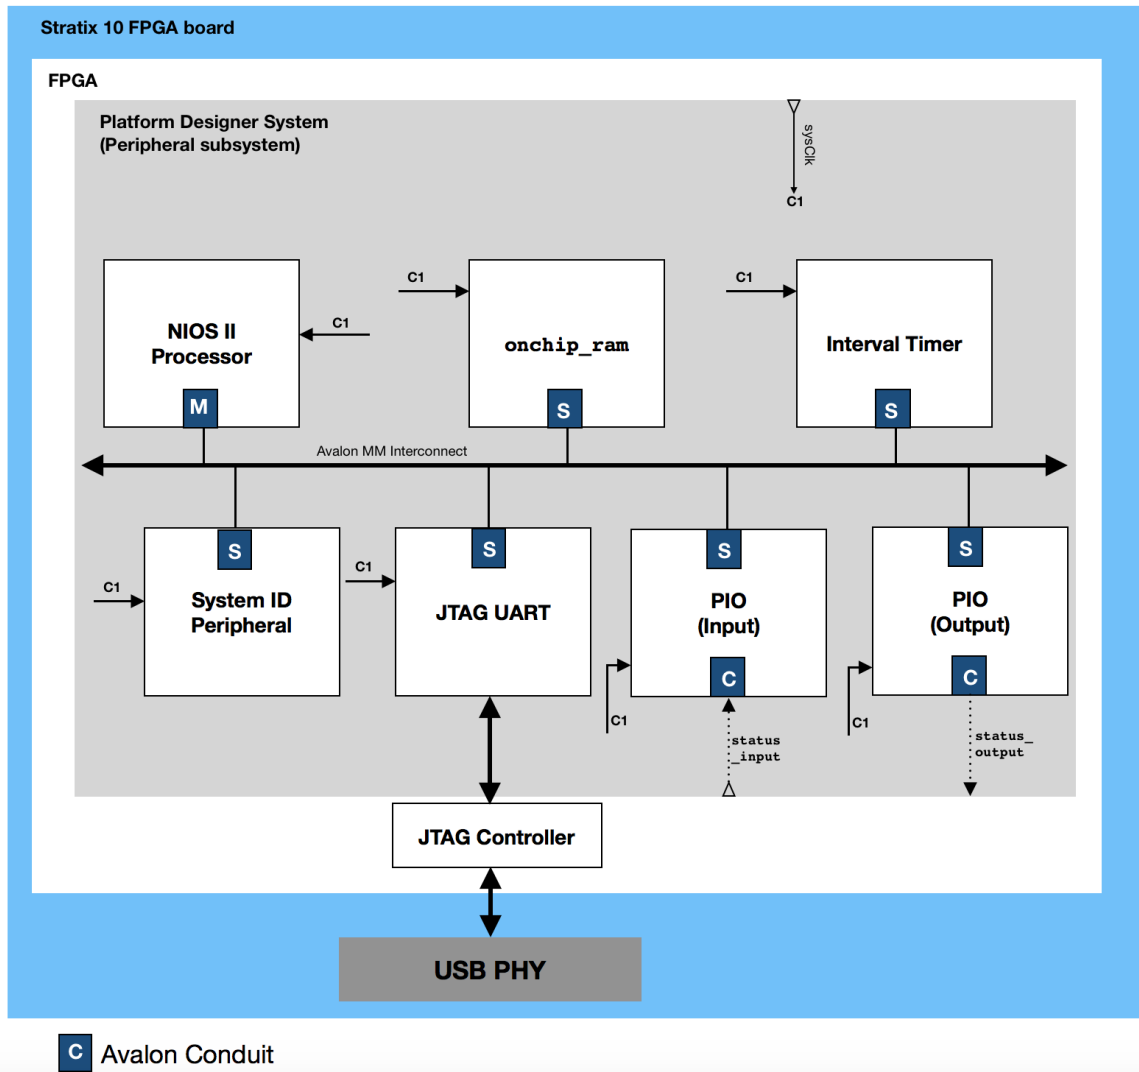 Stratix 10 FPGA board
FPGA
Platform Designer System
(Peripheral subsystem)
sysClk
C1
NIOS II
Processor
M
C1
C1
onchip_ram
S
C1
Interval Timer
S
Avalon MM Interconnect
C1
S
System ID
Peripheral
C1
S
JTAG UART
S
PIO
(Input)
C
C1
status
_input
S
PIO
(Output)
C
C1
status_
output
JTAG Controller
USB PHY
C Avalon Conduit